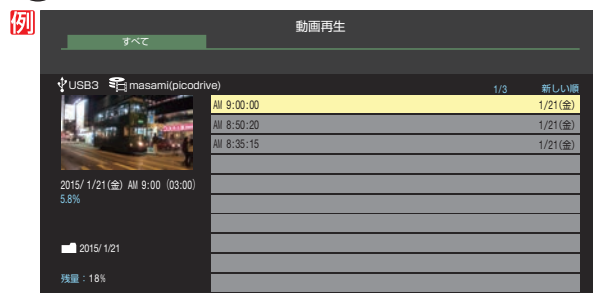 例
動画再生
すべて
USB3 masami(picodrive)
1/3 新しい順
AM 9:00:00 1/21(金)
AM 8:50:20 1/21(金)
AM 8:35:15 1/21(金)
2015/ 1/21(金) AM 9:00 (03:00)
5.8%
2015/ 1/21
残量：18%